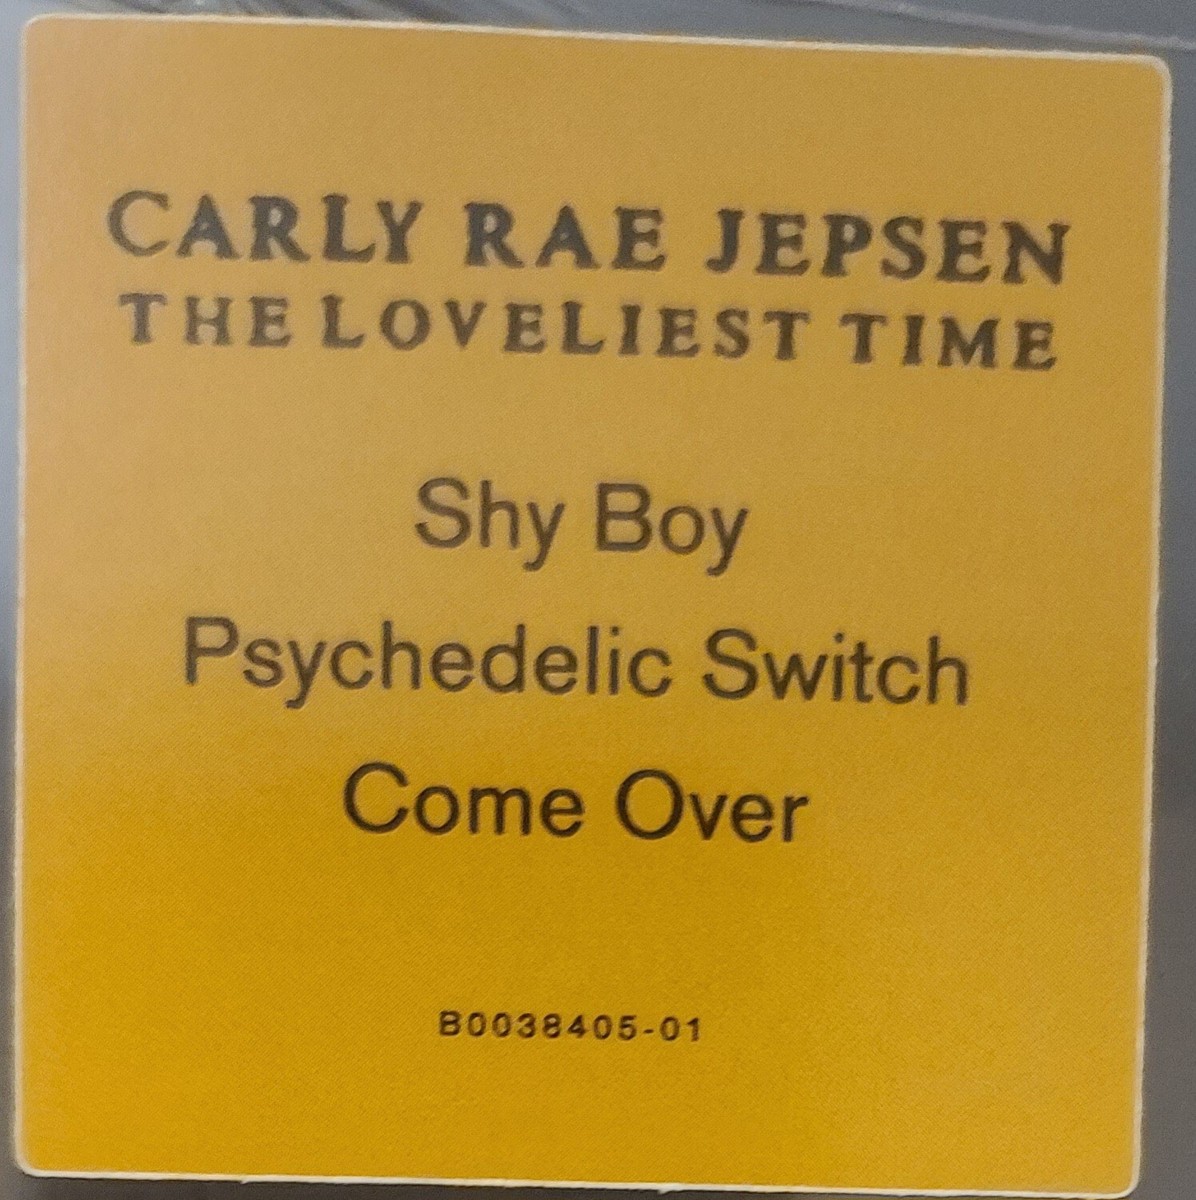 CARLY RAE JEPSEN
THE LOVELIEST TIME
Shy Boy
Psychedelic Switch
Come Over
B0038405-01